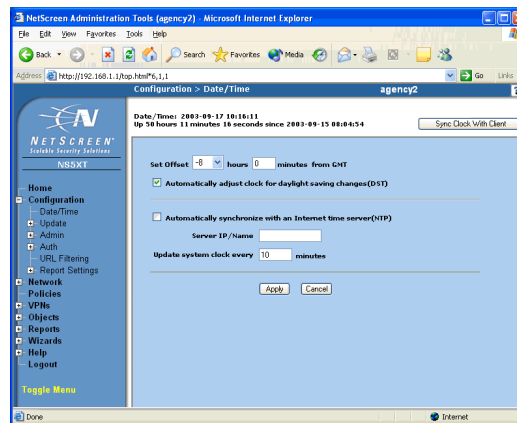 NetScreen Administration Tools (agency2) - Microsoft Internet Explorer
File Edit View Favorites Tools Help
Back Search Favorites Media
Address http://192.168.1.1/top.html*6,1,1 Go Links
Configuration > Date/Time agency2 ?
Date/Time: 2003-09-17 10:16:11
Up 50 hours 11 minutes 16 seconds since 2003-09-15 08:04:54
Sync Clock With Client
N
NETSCREEN
Scalable Security Solutions
NS5XT
Set Offset -8 hours 0 minutes from GMT
Automatically adjust clock for daylight saving changes(DST)
Automatically synchronize with an Internet time server(NTP)
Server IP/Name
Update system clock every 10 minutes
Apply Cancel
Home
Configuration
Date/Time
Update
Admin
Auth
URL Filtering
Report Settings
Network
Policies
VPNs
Objects
Reports
Wizards
Help
Logout
Toggle Menu
Done Internet